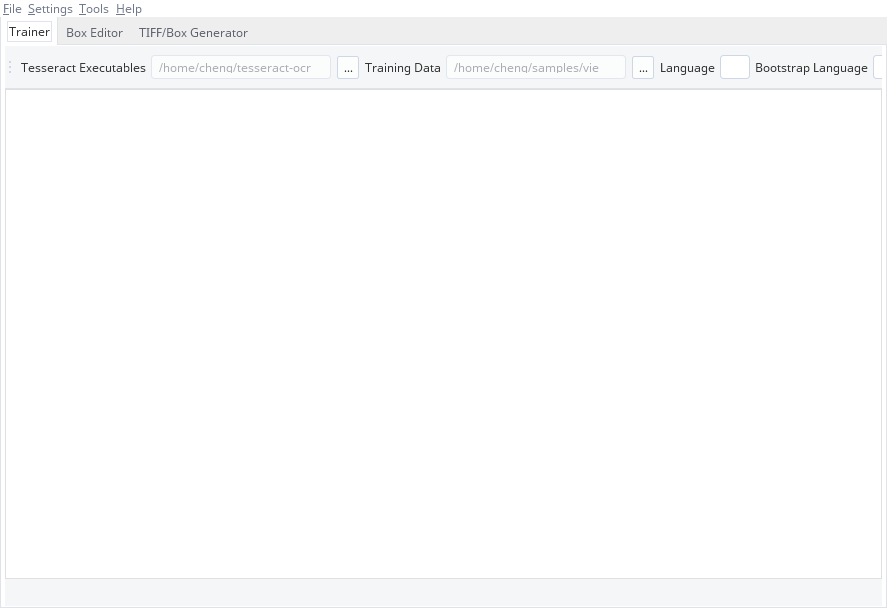 File Settings Tools Help
Trainer Box Editor TIFF/Box Generator
Tesseract Executables /home/cheng/tesseract-ocr ... Training Data /home/cheng/samples/vie ... Language Bootstrap Language